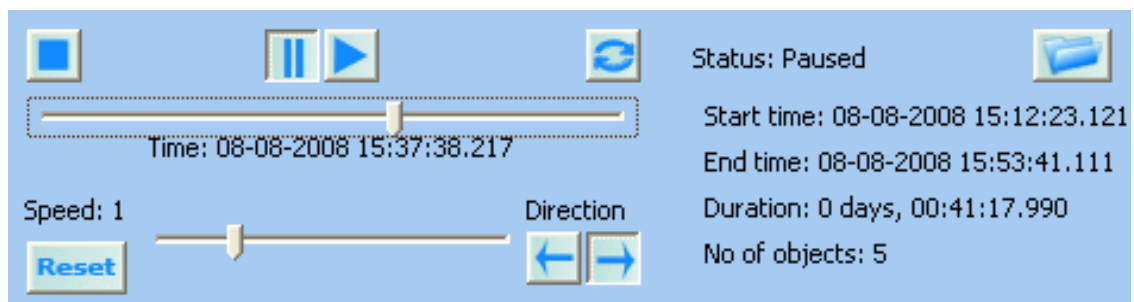 Status: Paused
Time: 08-08-2008 15:37:38.217
Start time: 08-08-2008 15:12:23.121
End time: 08-08-2008 15:53:41.111
Speed: 1
Direction
Duration: 0 days, 00:41:17.990
Reset
No of objects: 5